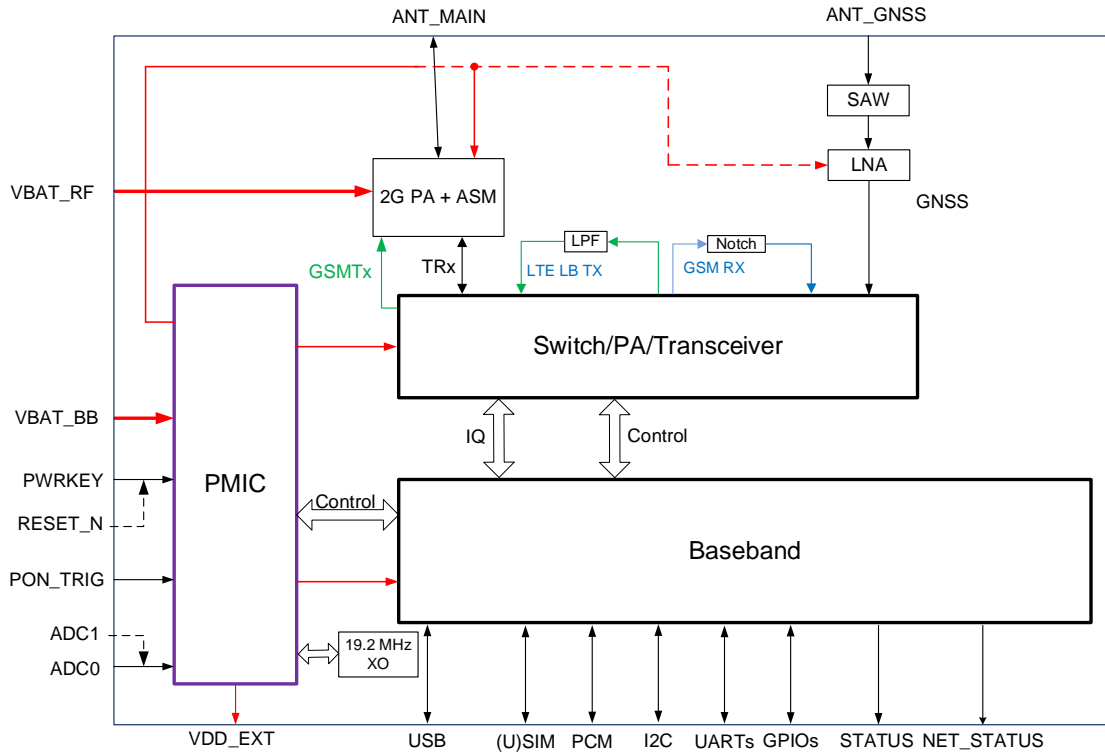 ANT_MAIN
ANT_GNSS
SAW
LNA
VBAT_RF
2G PA + ASM
GNSS
LPF
Notch
GSMTx
TRx
LTE LB TX
GSM RX
Switch/PA/Transceiver
VBAT_BB
IQ
Control
PWRKEY
PMIC
RESET_N
Control
Baseband
PON_TRIG
ADC1
ADC0
19.2 MHz
XO
VDD_EXT
USB
(U)SIM
PCM
I2C
UARTs
GPIOs
STATUS
NET_STATUS